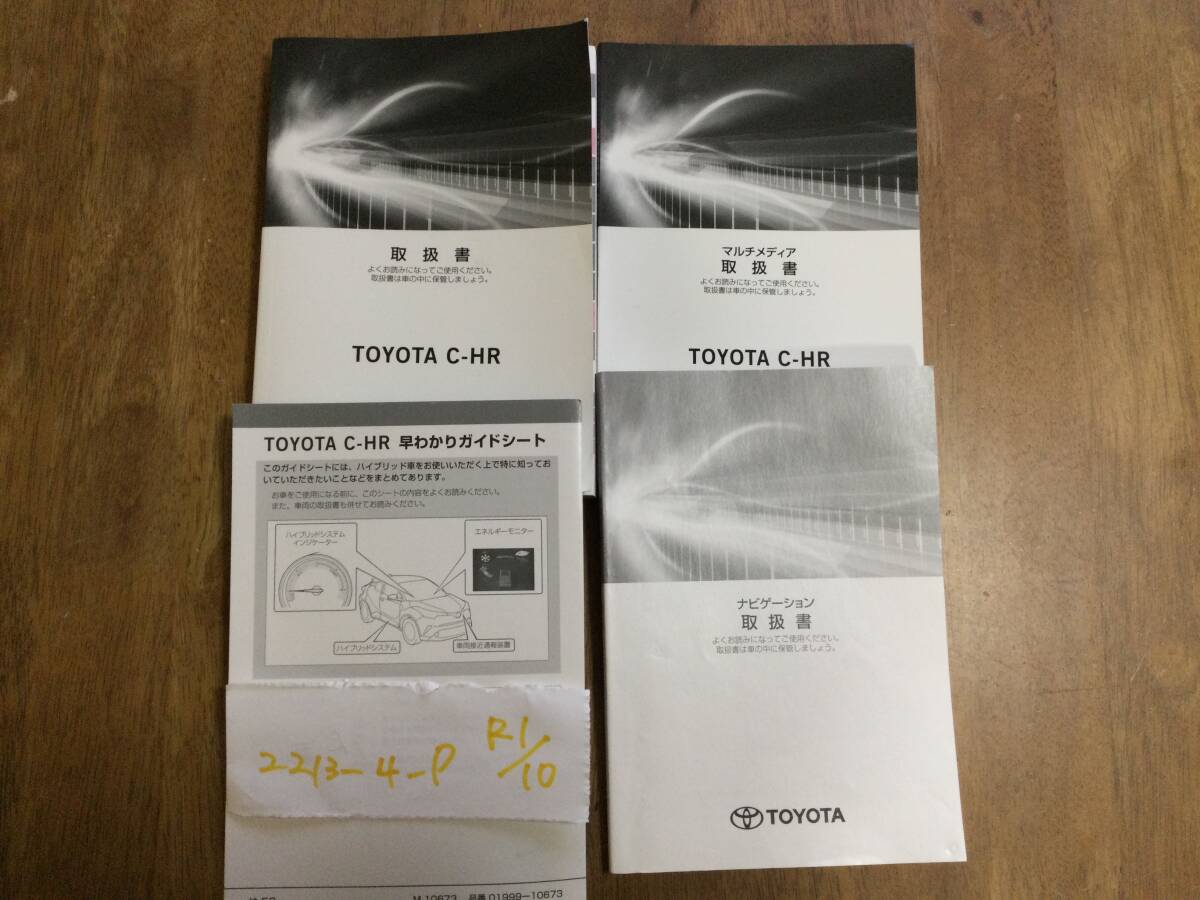 取扱書
よくお読みになってご使用ください。
取扱書は車の中に保管しましょう。
TOYOTA C-HR
マルチメディア
取扱書
よくお読みになってご使用ください。
取扱書は車の中に保管しましょう。
TOYOTA C-HR
TOYOTA C-HR 早わかりガイドシート
このガイドシートには、ハイブリッド車をお使いいただく上で特に知ってお
いていただきたいことなどをまとめてあります。
お車をご使用になる前に、このシートの内容をよくお読みください。
また、車両の取扱書も併せてお読みください。
ハイブリッドシステム
インジケーター
エネルギーモニター
ハイブリッドシステム
車両接近通報装置
2213-4-P
R1/10
M 10673 品番 01999-10673
ナビゲーション
取扱書
よくお読みになってご使用ください。
取扱書は車の中に保管しましょう。
TOYOTA